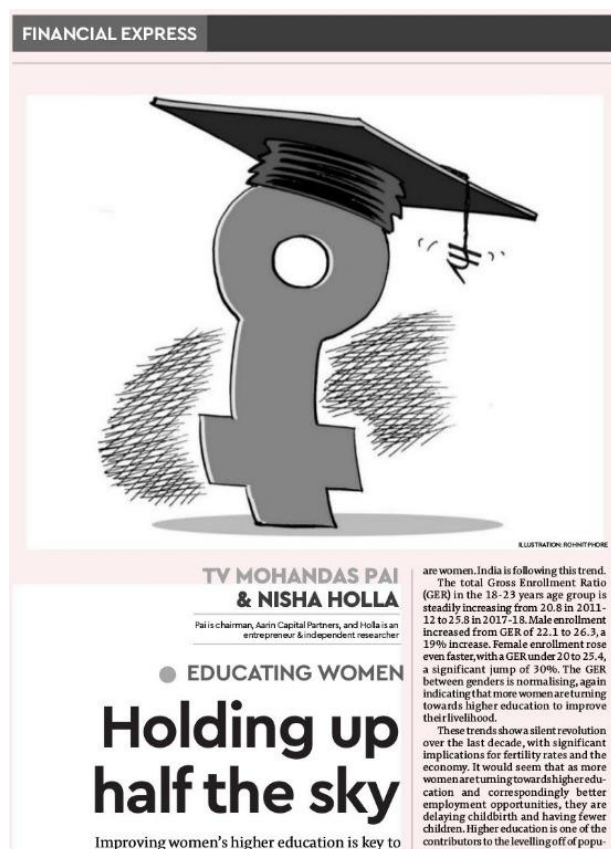 FINANCIAL EXPRESS
₹
ILLUSTRATION: ROHNIT PHORE
TV MOHANDAS PAI
& NISHA HOLLA
Pai is chairman, Aarin Capital Partners, and Holla is an
entrepreneur & independent researcher
EDUCATING WOMEN
Holding up
half the sky
Improving women's higher education is key to
are women. India is following this trend.
The total Gross Enrollment Ratio
(GER) in the 18-23 years age group is
steadily increasing from 20.8 in 2011-
12 to 25.8 in 2017-18. Male enrollment
increased from GER of 22.1 to 26.3, a
19% increase. Female enrollment rose
even faster, with a GER under 20 to 25.4,
a significant jump of 30%. The GER
between genders is normalising, again
indicating that more women are turning
towards higher education to improve
their livelihood.
These trends show a silent revolution
over the last decade, with significant
implications for fertility rates and the
economy. It would seem that as more
women are turning towards higher edu-
cation and correspondingly better
employment opportunities, they are
delaying childbirth and having fewer
children. Higher education is one of the
contributors to the levelling off of popu-